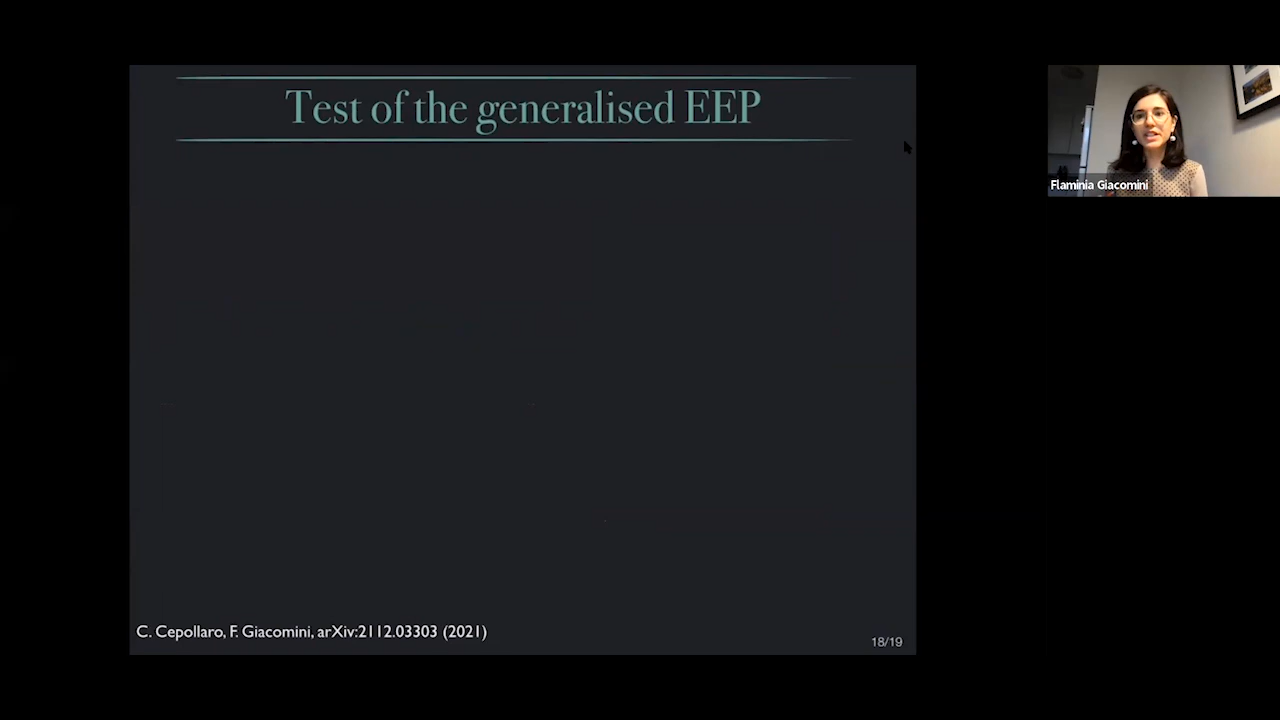 Test of the generalised EEP
Flaminia Giacomini
C. Cepollaro, F. Giacomini, arXiv:2112.03303 (2021)
18/19